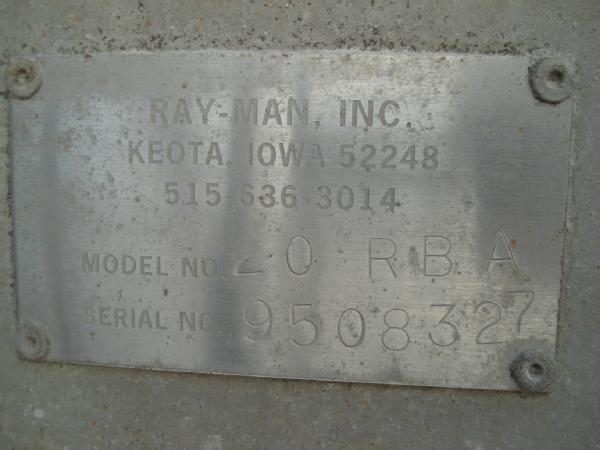 RAY-MAN, INC.
KEOTA, IOWA 52248
515-636-3014
MODEL NO. 20 RBA
SERIAL NO. 9508327